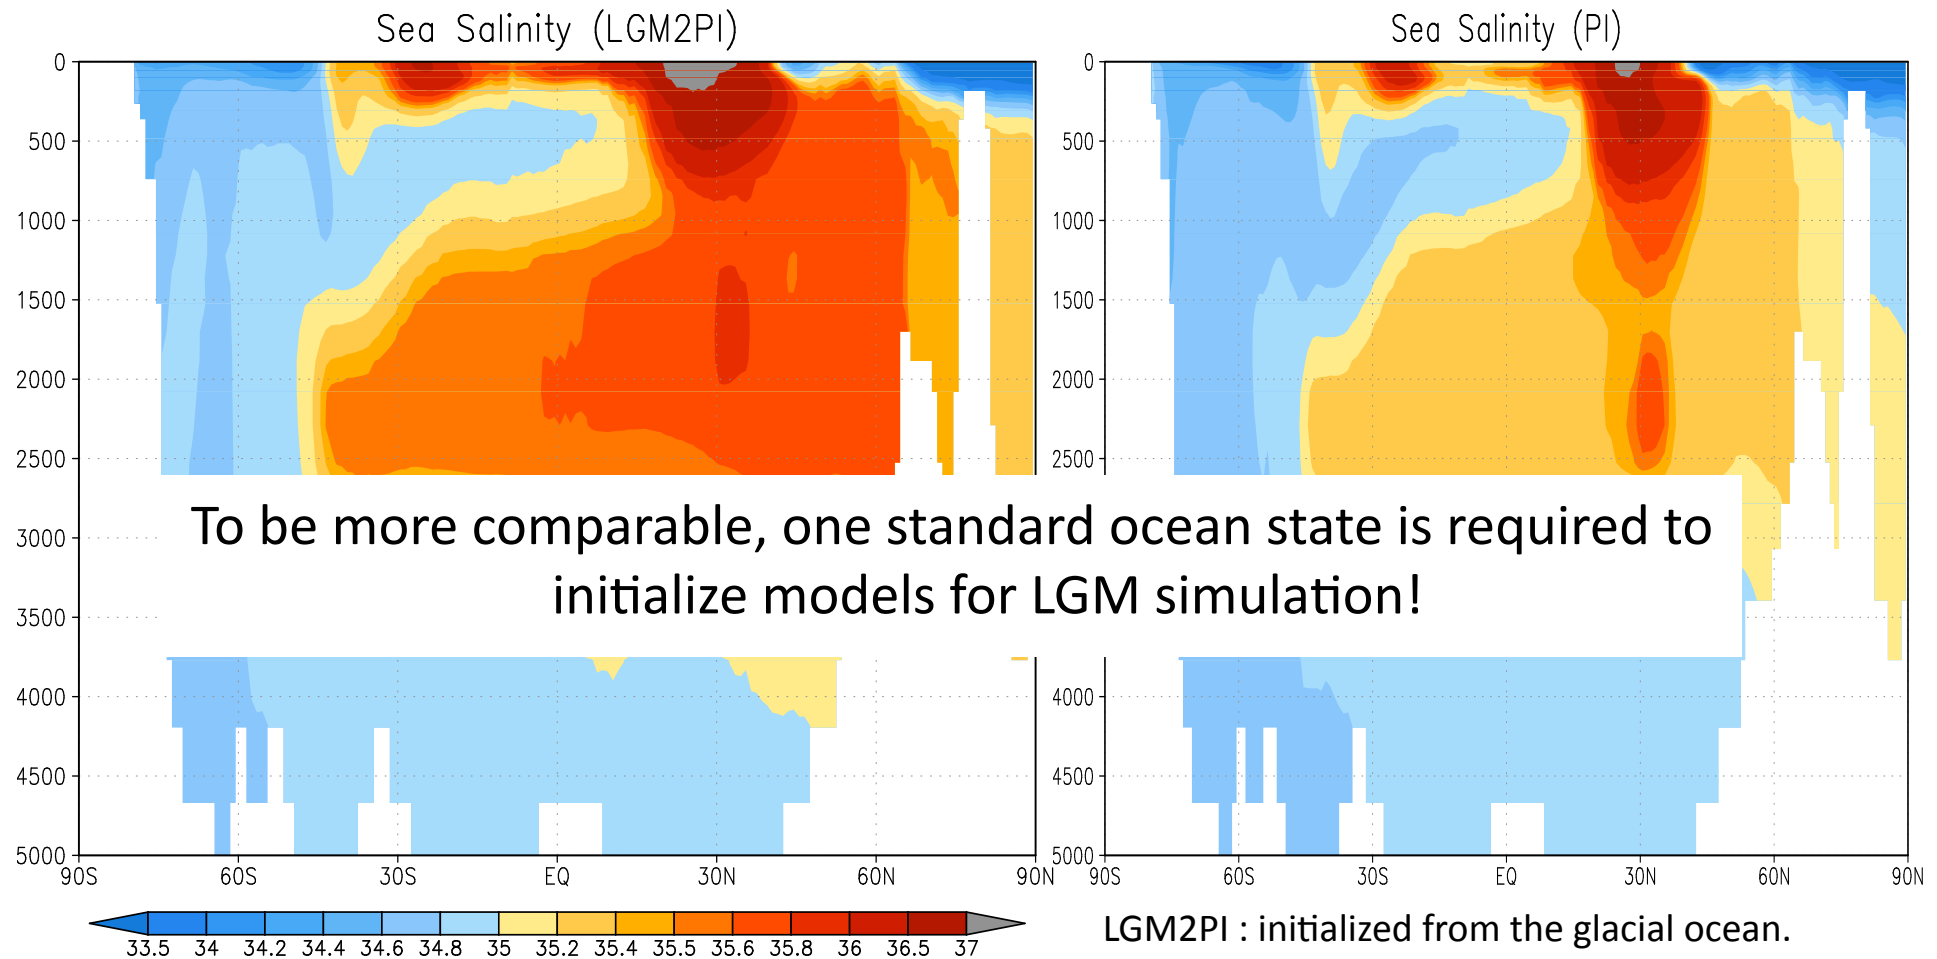 Sea Salinity (LGM2PI)
Sea Salinity (PI)
0
500
1000
1500
2000
2500
3000
3500
4000
4500
5000
90S 60S 30S EQ 30N 60N 90N
0
500
1000
1500
2000
2500
4000
4500
5000
90S 60S 30S EQ 30N 60N 90N
To be more comparable, one standard ocean state is required to
initialize models for LGM simulation!
33.5 34 34.2 34.4 34.6 34.8 35 35.2 35.4 35.5 35.6 35.8 36 36.5 37
LGM2PI : initialized from the glacial ocean.